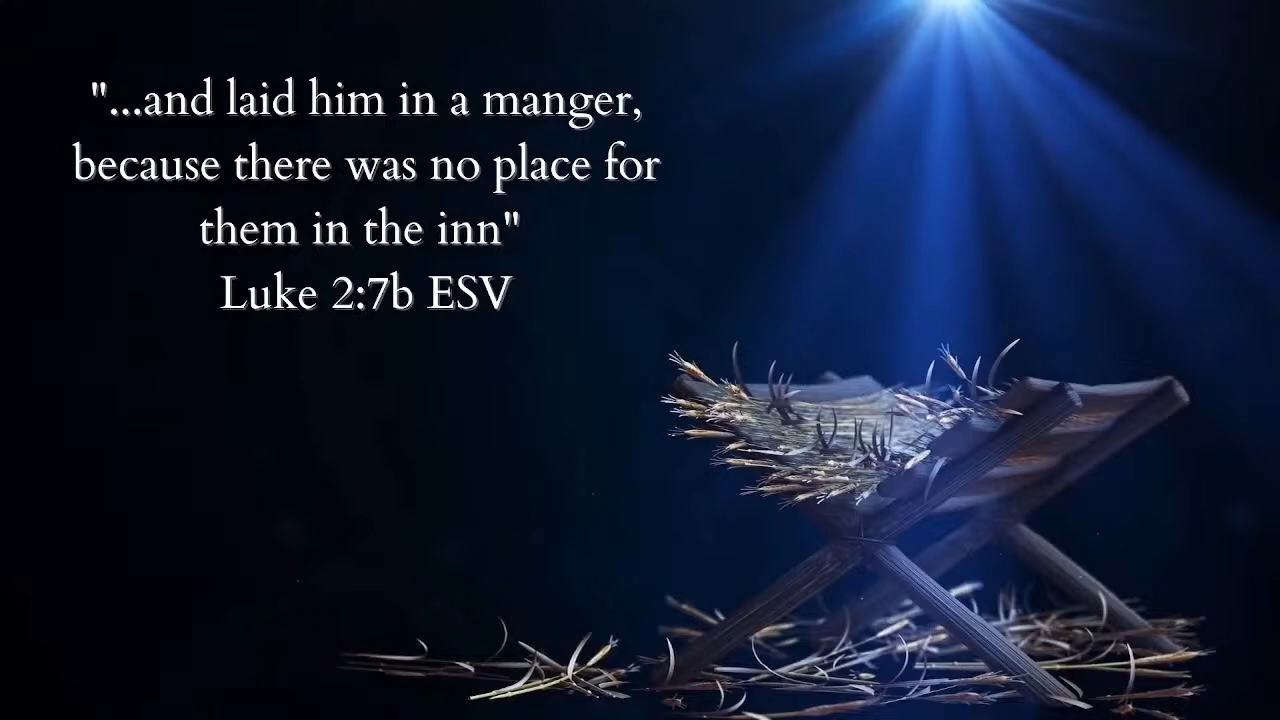 "...and laid him in a manger,
because there was no place for
them in the inn"
Luke 2:7b ESV